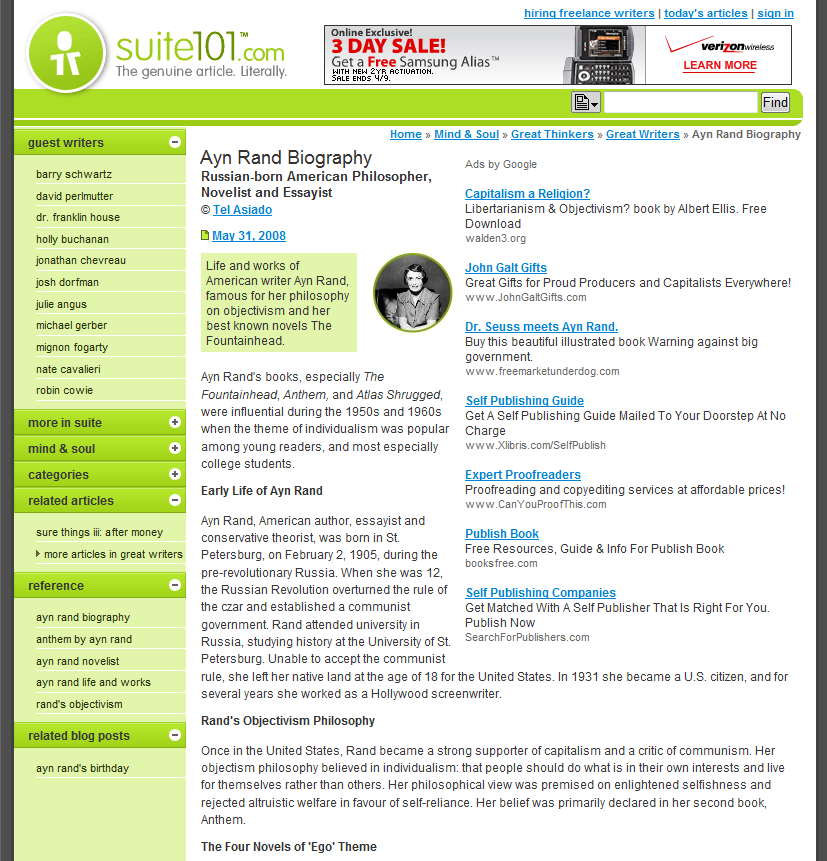 hiring freelance writers | today's articles | sign in
suite101.com™
The genuine article. Literally.
Online Exclusive!
3 DAY SALE!
Get a Free Samsung Alias™
WITH NEW 2YR ACTIVATION.
SALE ENDS 4/9.
verizon wireless
LEARN MORE
Find
Home » Mind & Soul » Great Thinkers » Great Writers » Ayn Rand Biography
guest writers
barry schwartz
david perlmutter
dr. franklin house
holly buchanan
jonathan chevreau
josh dorfman
julie angus
michael gerber
mignon fogarty
nate cavalieri
robin cowie
more in suite
mind & soul
categories
related articles
sure things iii: after money
more articles in great writers
reference
ayn rand biography
anthem by ayn rand
ayn rand novelist
ayn rand life and works
rand's objectivism
related blog posts
ayn rand's birthday
Ayn Rand Biography
Russian-born American Philosopher,
Novelist and Essayist
© Tel Asiado
May 31, 2008
Life and works of
American writer Ayn Rand,
famous for her philosophy
on objectivism and her
best known novels The
Fountainhead.
Ayn Rand's books, especially The
Fountainhead, Anthem, and Atlas Shrugged,
were influential during the 1950s and 1960s
when the theme of individualism was popular
among young readers, and most especially
college students.
Early Life of Ayn Rand
Ayn Rand, American author, essayist and
conservative theorist, was born in St.
Petersburg, on February 2, 1905, during the
pre-revolutionary Russia. When she was 12,
the Russian Revolution overturned the rule of
the czar and established a communist
government. Rand attended university in
Russia, studying history at the University of St.
Petersburg. Unable to accept the communist
rule, she left her native land at the age of 18 for the United States. In 1931 she became a U.S. citizen, and for
several years she worked as a Hollywood screenwriter.
Rand's Objectivism Philosophy
Once in the United States, Rand became a strong supporter of capitalism and a critic of communism. Her
objectism philosophy believed in individualism: that people should do what is in their own interests and live
for themselves rather than others. Her philosophical view was premised on enlightened selfishness and
rejected altruistic welfare in favour of self-reliance. Her belief was primarily declared in her second book,
Anthem.
The Four Novels of 'Ego' Theme
Ads by Google
Capitalism a Religion?
Libertarianism & Objectivism? book by Albert Ellis. Free
Download
walden3.org
John Galt Gifts
Great Gifts for Proud Producers and Capitalists Everywhere!
www.JohnGaltGifts.com
Dr. Seuss meets Ayn Rand.
Buy this beautiful illustrated book Warning against big
government.
www.freemarketunderdog.com
Self Publishing Guide
Get A Self Publishing Guide Mailed To Your Doorstep At No
Charge
www.Xlibris.com/SelfPublish
Expert Proofreaders
Proofreading and copyediting services at affordable prices!
www.CanYouProofThis.com
Publish Book
Free Resources, Guide & Info For Publish Book
booksfree.com
Self Publishing Companies
Get Matched With A Self Publisher That Is Right For You.
Publish Now
SearchForPublishers.com